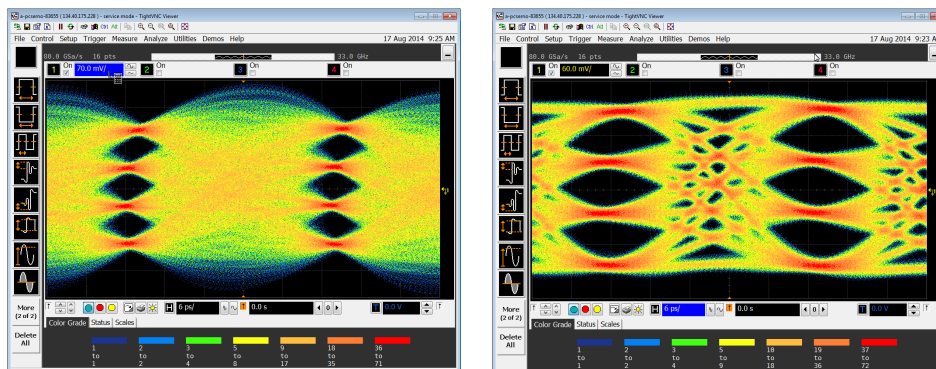 x-pcserno-83855 ( 134.40.175.228 ) - service mode - TightVNC Viewer
File Control Setup Trigger Measure Analyze Utilities Demos Help 17 Aug 2014 9:25 AM
80.0 GSa/s 16 pts 33.0 GHz
1 On 70.0 mV/ 2 On 3 On 4 On
More
(2 of 2)
Delete
All
H 6 ps/ 0.0 s 0 T 0.0 V T
Color Grade Status Scales
1 2 3 5 9 18 36
to to to to to to to
1 2 4 8 17 35 71
x-pcserno-83855 ( 134.40.175.228 ) - service mode - TightVNC Viewer
File Control Setup Trigger Measure Analyze Utilities Demos Help 17 Aug 2014 9:23 A
80.0 GSa/s 16 pts 33.0 GHz
1 On 60.0 mV/ 2 On 3 On 4 On
More
(2 of 2)
Delete
All
H 6 ps/ 0.0 s 0 T 0.0 V T
Color Grade Status Scales
1 2 3 5 10 19 37
to to to to to to to
1 2 4 9 18 36 72